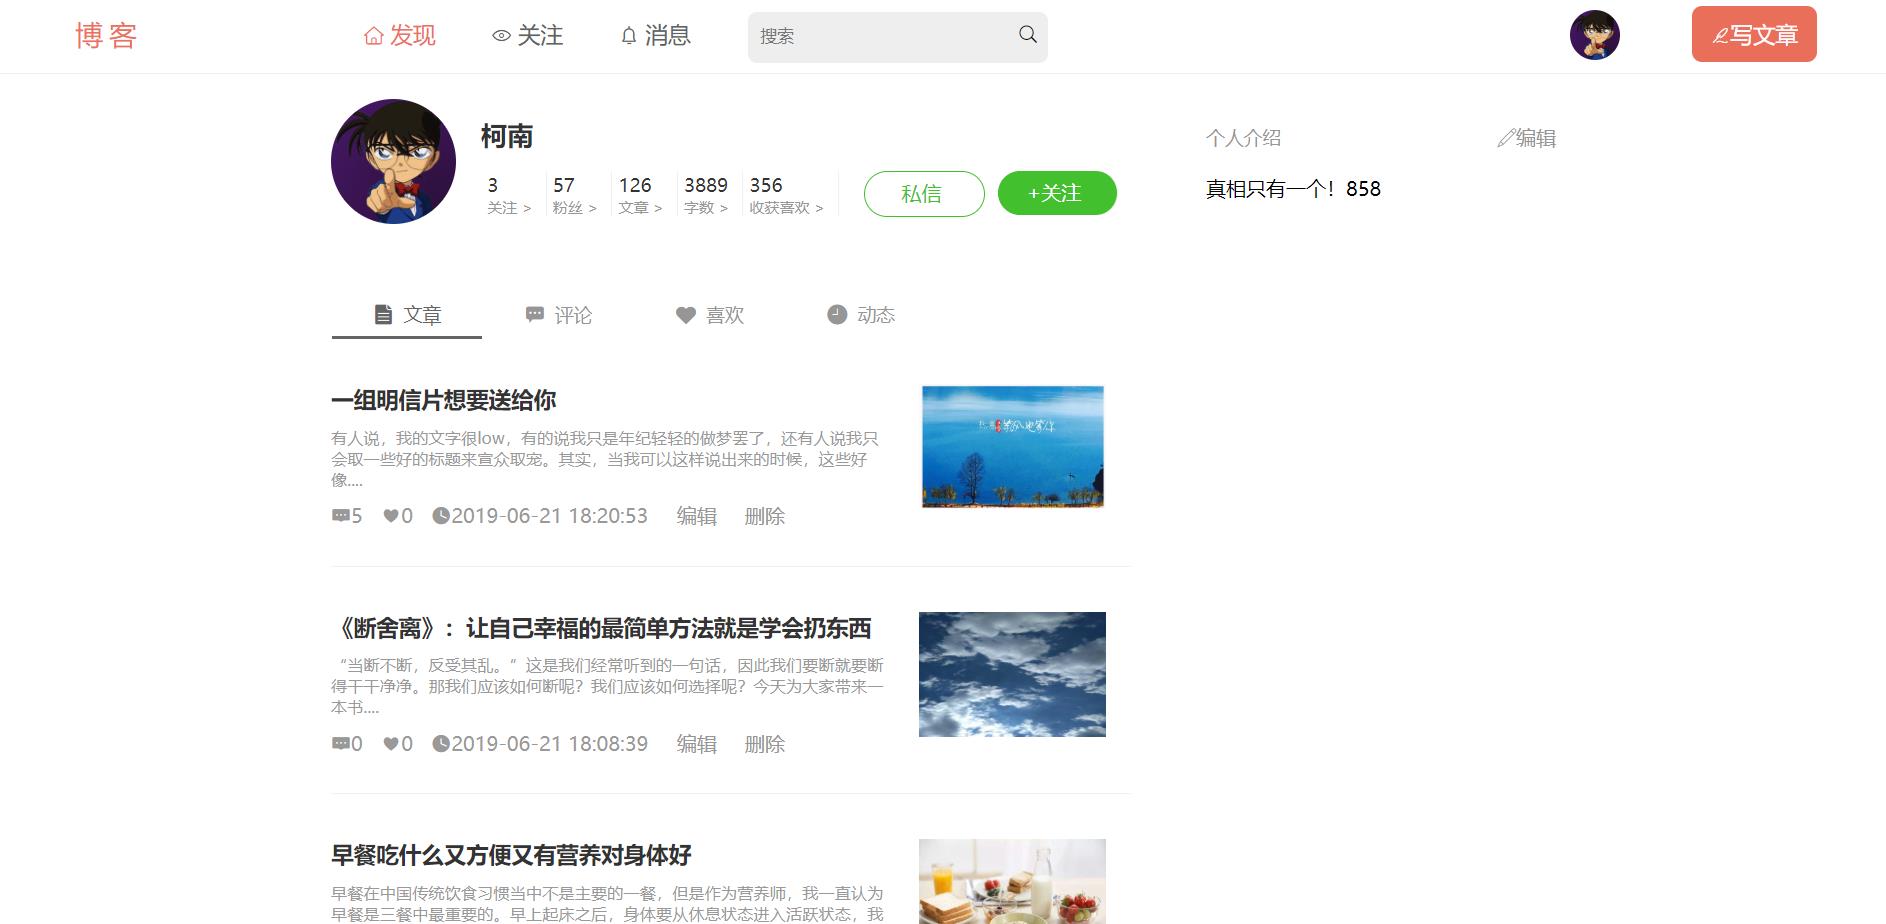 博客
发现
关注
消息
搜索
写文章
柯南
3 57 126 3889 356
关注 > 粉丝 > 文章 > 字数 > 收获喜欢 >
私信
+关注
个人介绍
编辑
真相只有一个！858
文章
评论
喜欢
动态
一组明信片想要送给你
有人说，我的文字很low，有的说我只是年纪轻轻的做梦罢了，还有人说我只
会取一些好的标题来宣众取宠。其实，当我可以这样说出来的时候，这些好
像....
5 0 2019-06-21 18:20:53 编辑 删除
《断舍离》：让自己幸福的最简单方法就是学会扔东西
“当断不断，反受其乱。”这是我们经常听到的一句话，因此我们要断就要断
得干干净净。那我们应该如何断呢？我们应该如何选择呢？今天为大家带来一
本书....
0 0 2019-06-21 18:08:39 编辑 删除
早餐吃什么又方便又有营养对身体好
早餐在中国传统饮食习惯当中不是主要的一餐，但是作为营养师，我一直认为
早餐是三餐中最重要的。早上起床之后，身体要从休息状态进入活跃状态，我